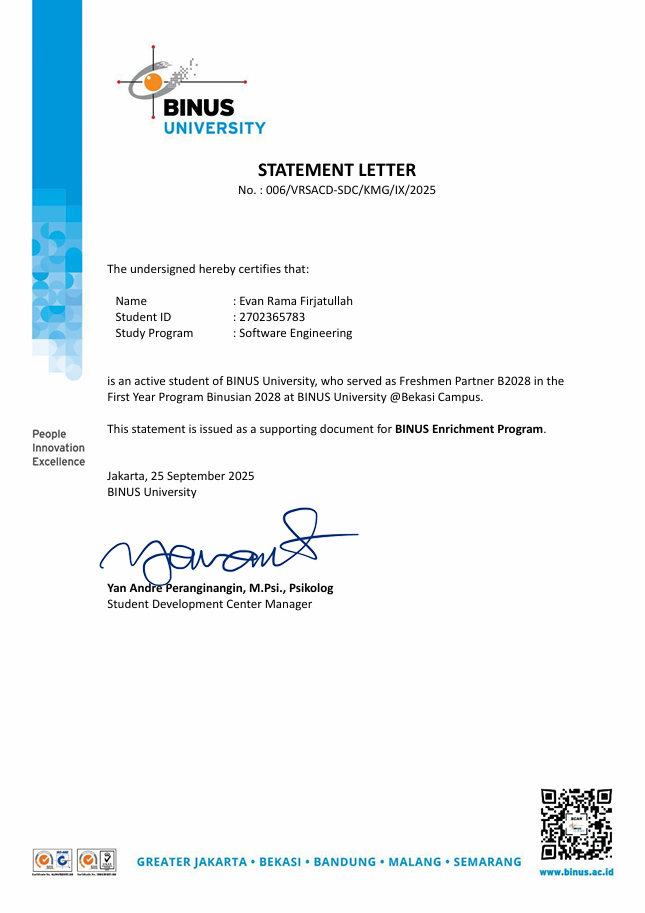 BINUS
UNIVERSITY
STATEMENT LETTER
No. : 006/VRSACD-SDC/KMG/IX/2025
The undersigned hereby certifies that:
Name : Evan Rama Firjatullah
Student ID : 2702365783
Study Program : Software Engineering
is an active student of BINUS University, who served as Freshmen Partner B2028 in the
First Year Program Binusian 2028 at BINUS University @Bekasi Campus.
This statement is issued as a supporting document for BINUS Enrichment Program.
People
Innovation
Excellence
Jakarta, 25 September 2025
BINUS University
Yan Andre Peranginangin, M.Psi., Psikolog
Student Development Center Manager
SCAN
GREATER JAKARTA • BEKASI • BANDUNG • MALANG • SEMARANG
www.binus.ac.id